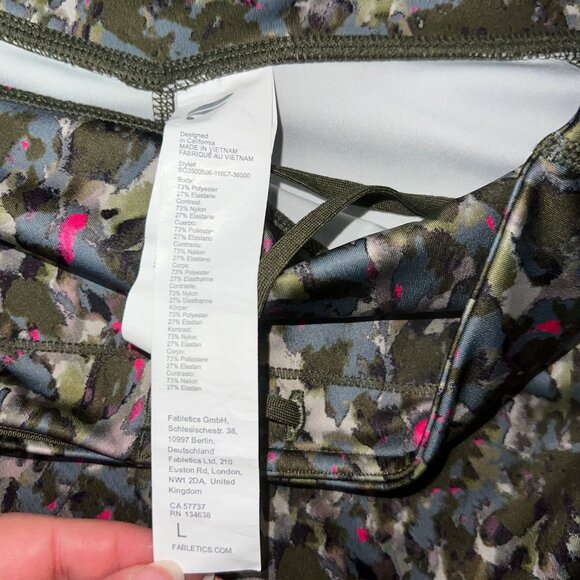 Designed
in California
MADE IN VIETNAM
FABRIQUÉ AU VIETNAM
Style#
SO2500506-11607-36000
Body:
73% Polyester
27% Elastane
Contrast:
73% Nylon
27% Elastane
Cuerpo:
73% Poliester
27% Elastano
Contraste:
73% Nailon
27% Elastano
Corps:
73% Polyester
27% Elasthanne
Contraste:
73% Nylon
27% Elasthanne
Körper:
73% Polyester
27% Elastan
Kontrast:
73% Nylon
27% Elastan
Corpo:
73% Poliestere
27% Elastan
Contrasto:
73% Nailon
27% Elastan
Fabletics GmbH,
Schlesischestr. 38,
10997 Berlin,
Deutschland
Fabletics Ltd, 210
Euston Rd, London,
NW1 2DA, United
Kingdom
CA 57737
RN 134638
L
FABLETICS.COM